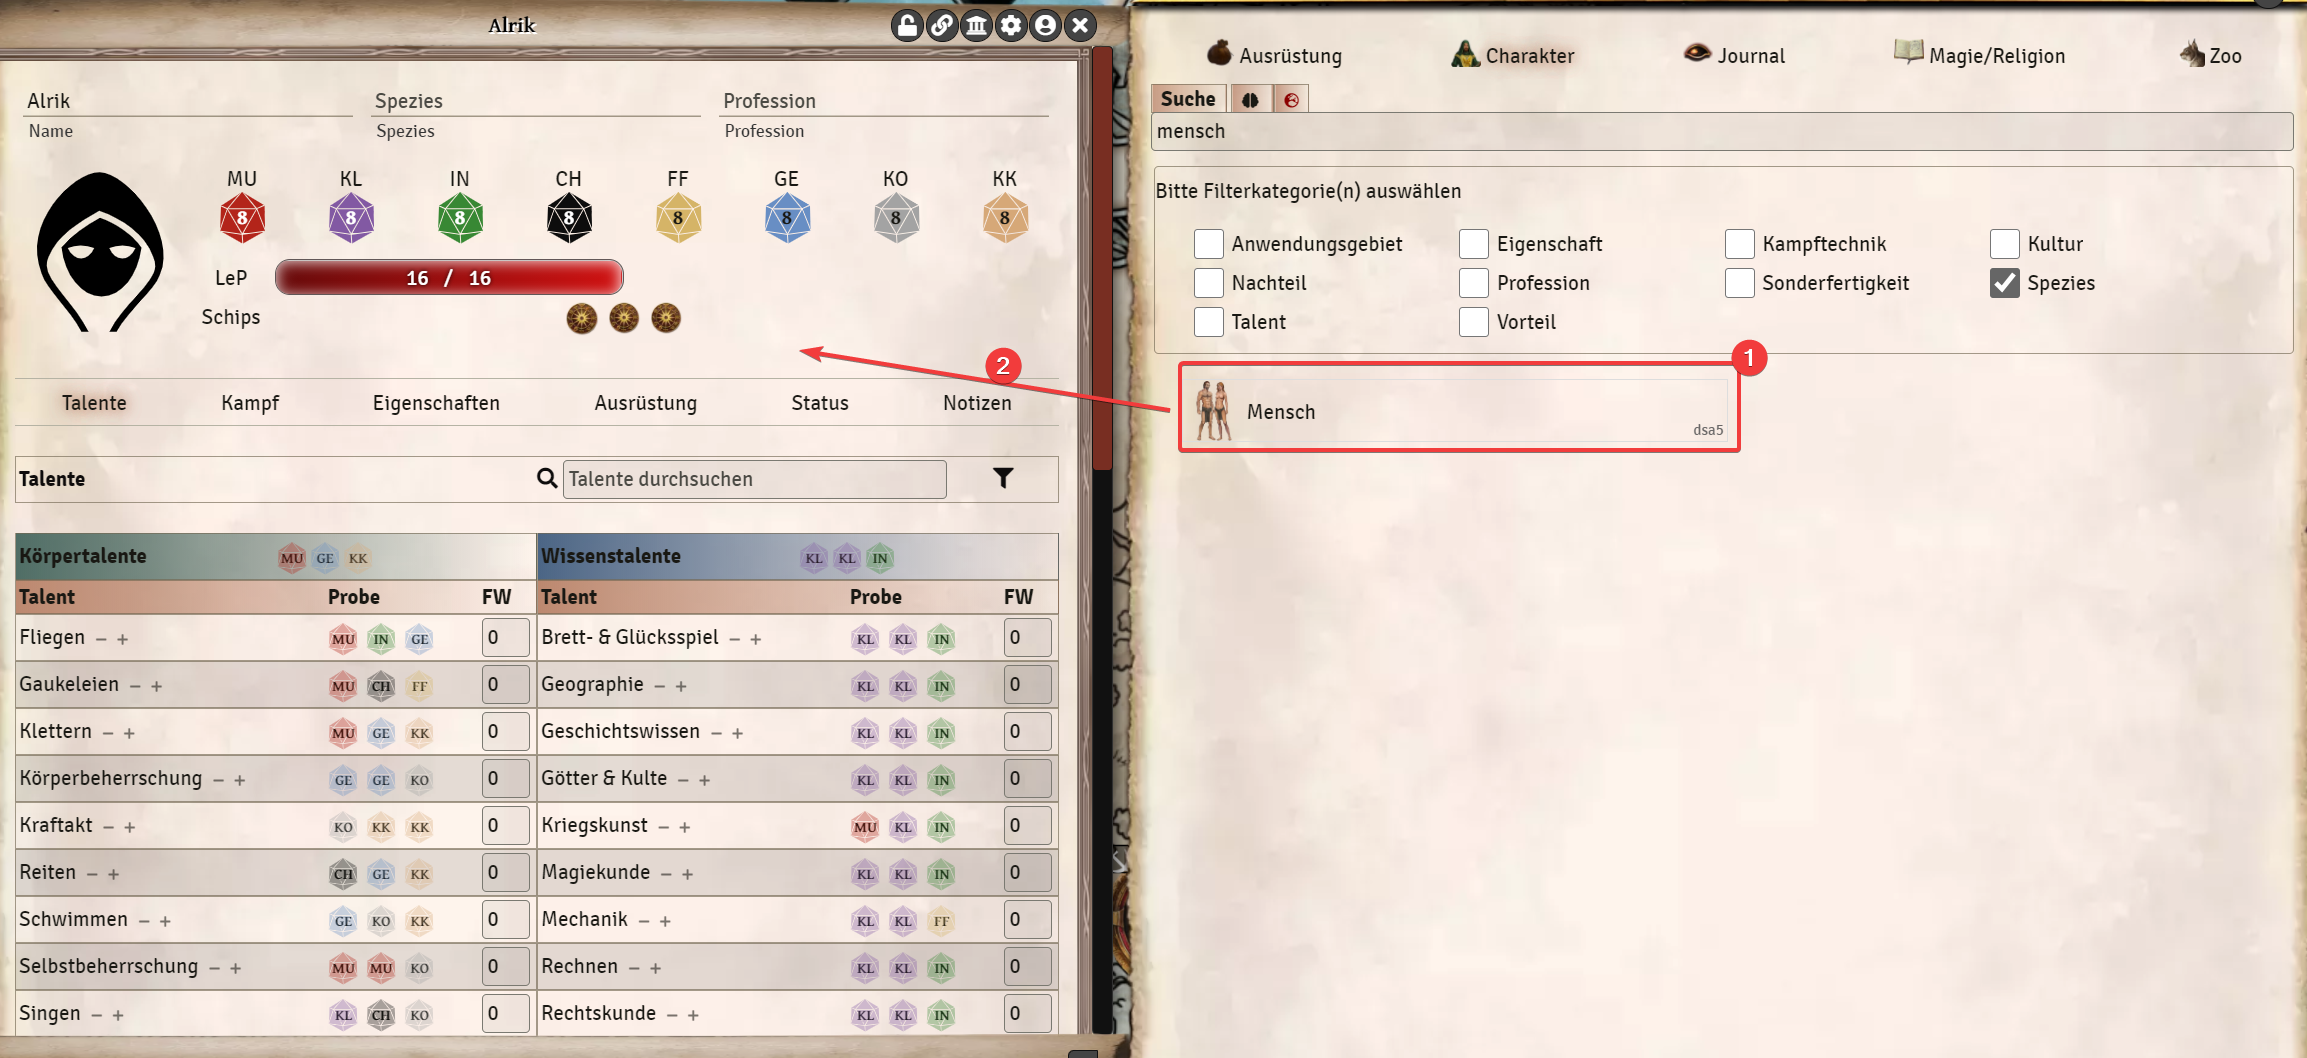 Alrik
Alrik Spezies Profession
Name Spezies Profession
MU KL IN CH FF GE KO KK
8 8 8 8 8 8 8 8
LeP 16 / 16
Schips
Talente Kampf Eigenschaften Ausrüstung Status Notizen
Talente Talente durchsuchen
Körpertalente MU GE KK Wissenstalente KL KL IN
Talent Probe FW Talent Probe FW
Fliegen − + MU IN GE 0 Brett- & Glücksspiel − + KL KL IN 0
Gaukeleien − + MU CH FF 0 Geographie − + KL KL IN 0
Klettern − + MU GE KK 0 Geschichtswissen − + KL KL IN 0
Körperbeherrschung − + GE GE KO 0 Götter & Kulte − + KL KL IN 0
Kraftakt − + KO KK KK 0 Kriegskunst − + MU KL IN 0
Reiten − + CH GE KK 0 Magiekunde − + KL KL IN 0
Schwimmen − + GE KO KK 0 Mechanik − + KL KL FF 0
Selbstbeherrschung − + MU MU KO 0 Rechnen − + KL KL IN 0
Singen − + KL CH KO 0 Rechtskunde − + KL KL IN 0
Ausrüstung Charakter Journal Magie/Religion Zoo
Suche
mensch
Bitte Filterkategorie(n) auswählen
Anwendungsgebiet Eigenschaft Kampftechnik Kultur
Nachteil Profession Sonderfertigkeit Spezies
Talent Vorteil
1
2
Mensch
dsa5